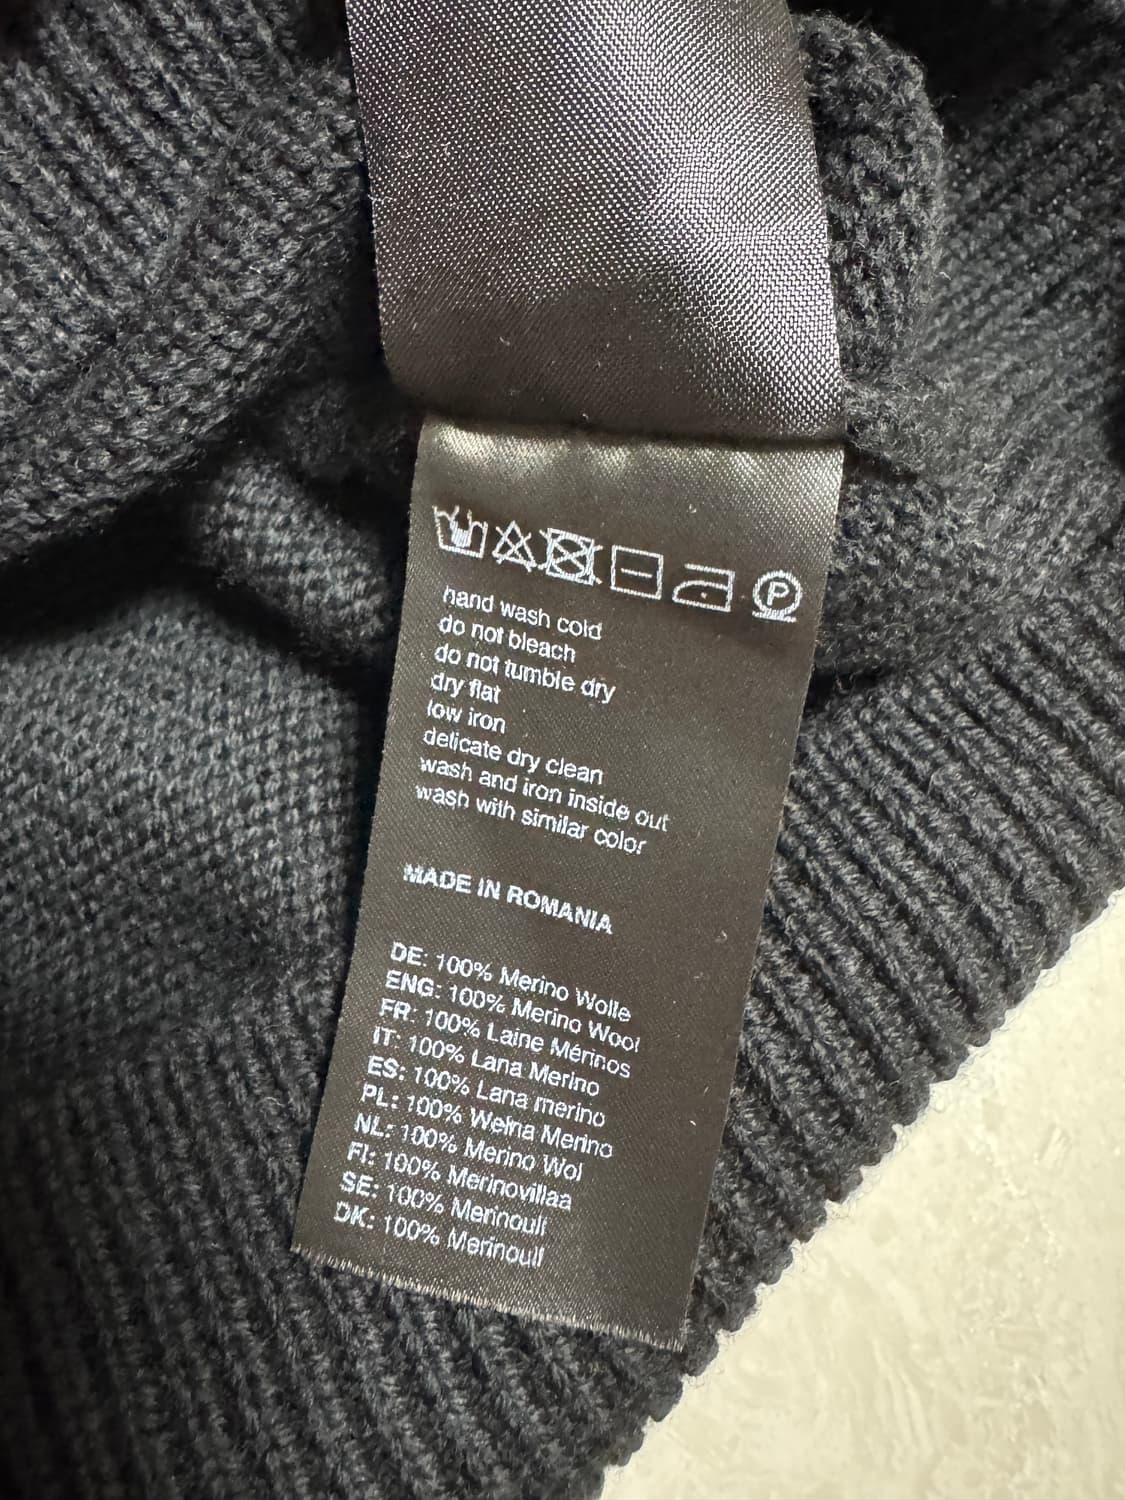 P
hand wash cold
do not bleach
do not tumble dry
dry flat
low iron
delicate dry clean
wash and iron inside out
wash with similar color
MADE IN ROMANIA
DE: 100% Merino Wolle
ENG: 100% Merino Wool
FR: 100% Laine Mérinos
IT: 100% Lana Merino
ES: 100% Lana merino
PL: 100% Wełna Merino
NL: 100% Merino Wol
FI: 100% Merinovillaa
SE: 100% Merinoull
DK: 100% Merinoull